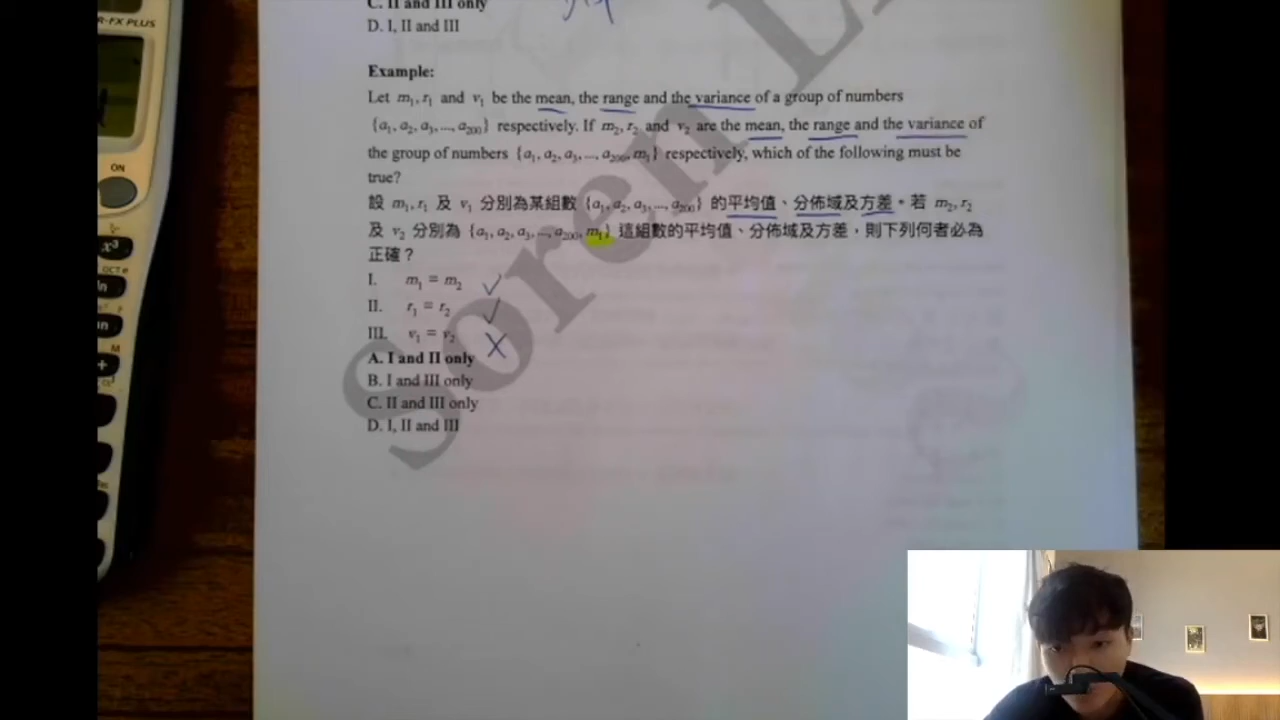 R-FX PLUS
ON
x³
OCT e
ln
M
+
C. II and III only
D. I, II and III
Example:
Let m₁, r₁ and v₁ be the mean, the range and the variance of a group of numbers
{a₁, a₂, a₃, ..., a₂₀₀} respectively. If m₂, r₂ and v₂ are the mean, the range and the variance of
the group of numbers {a₁, a₂, a₃, ..., a₂₀₀, m₁} respectively, which of the following must be
true?
設 m₁, r₁ 及 v₁ 分別為某組數 {a₁, a₂, a₃, ..., a₂₀₀} 的平均值、分佈域及方差。若 m₂, r₂
及 v₂ 分別為 {a₁, a₂, a₃, ..., a₂₀₀, m₁} 這組數的平均值、分佈域及方差，則下列何者必為
正確？
I. m₁ = m₂ ✓
II. r₁ = r₂ ✓
III. v₁ = v₂ X
A. I and II only
B. I and III only
C. II and III only
D. I, II and III
Soren L